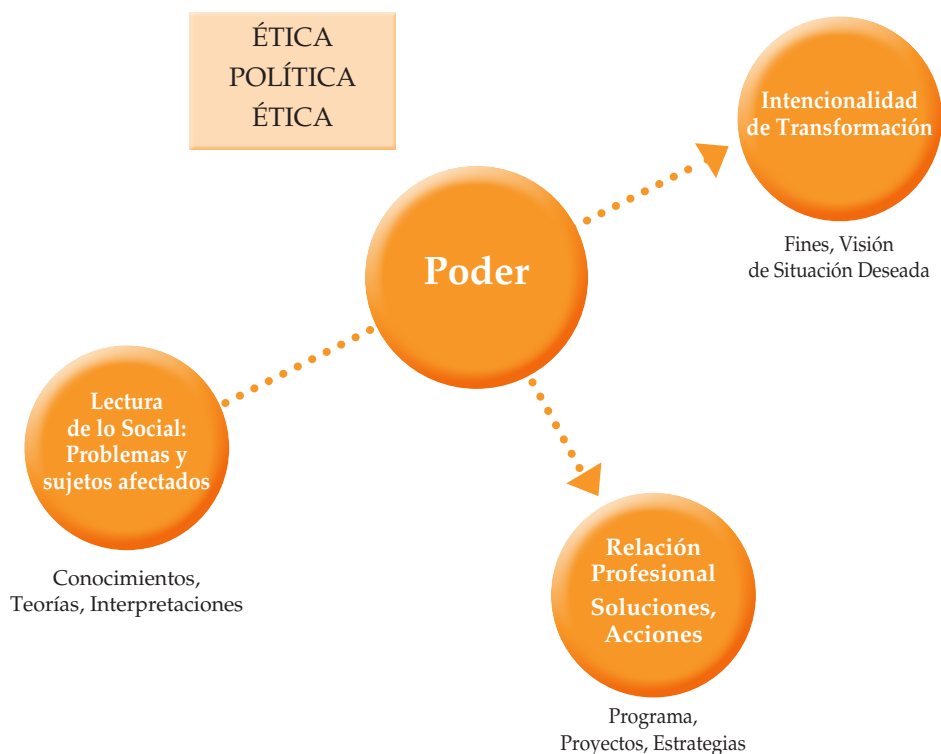 ÉTICA
POLÍTICA
ÉTICA
Intencionalidad
de Transformación
Fines, Visión
de Situación Deseada
Poder
Lectura
de lo Social:
Problemas y
sujetos afectados
Conocimientos,
Teorías, Interpretaciones
Relación
Profesional
Soluciones,
Acciones
Programa,
Proyectos, Estrategias